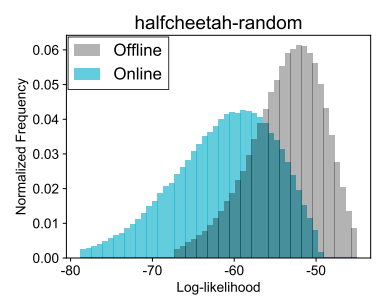 halfcheetah-random
Offline
Online
Normalized Frequency
0.06
0.05
0.04
0.03
0.02
0.01
0.00
-80 -70 -60 -50
Log-likelihood